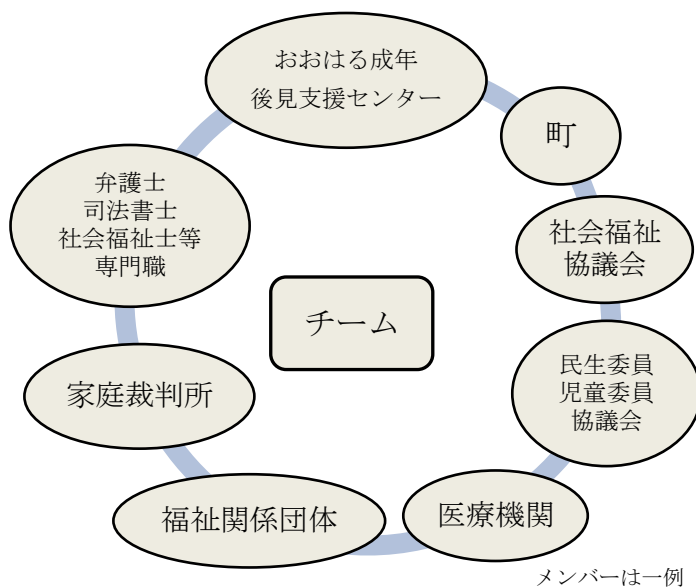 おおはる成年
後見支援センター
町
弁護士
司法書士
社会福祉士等
専門職
社会福祉
協議会
チーム
民生委員
児童委員
協議会
家庭裁判所
福祉関係団体
医療機関
メンバーは一例